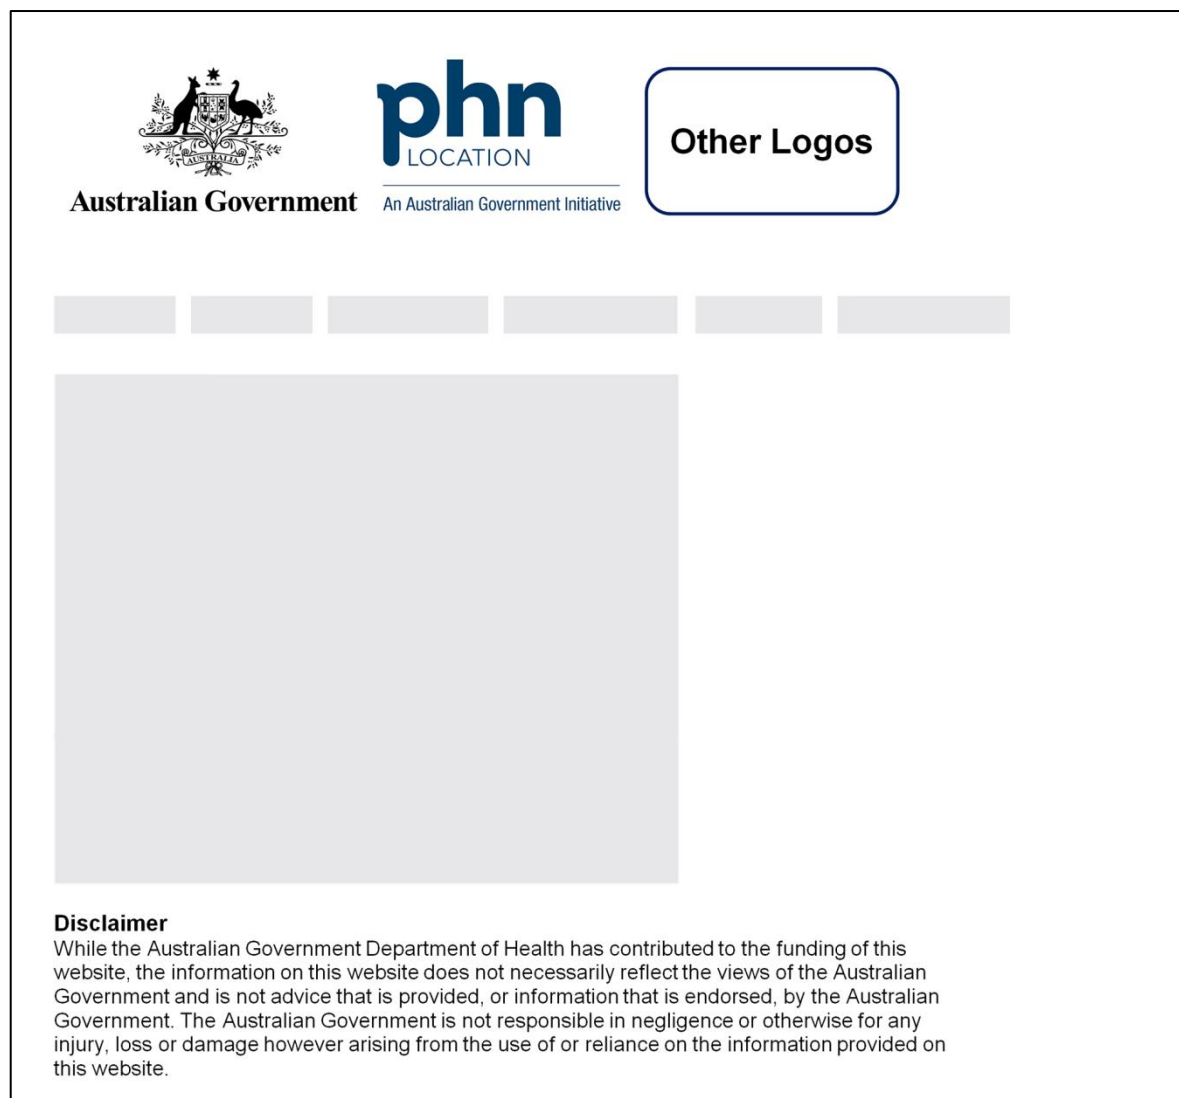 AUSTRALIA
Australian Government
phn
LOCATION
An Australian Government Initiative
Other Logos
Disclaimer
While the Australian Government Department of Health has contributed to the funding of this
website, the information on this website does not necessarily reflect the views of the Australian
Government and is not advice that is provided, or information that is endorsed, by the Australian
Government. The Australian Government is not responsible in negligence or otherwise for any
injury, loss or damage however arising from the use of or reliance on the information provided on
this website.